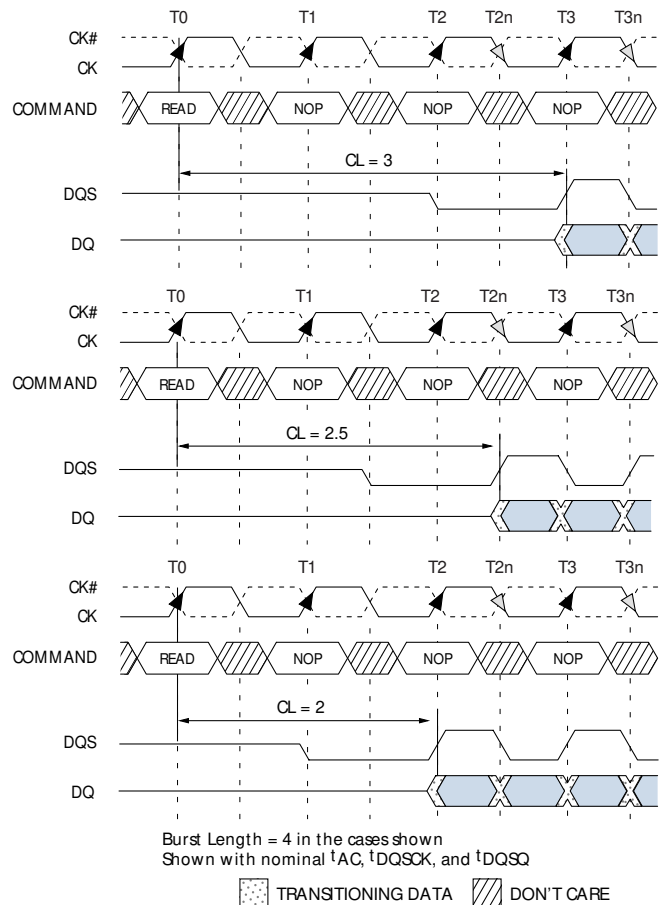 T0 T1 T2 T2n T3 T3n
CK#
CK
COMMAND READ NOP NOP NOP
CL = 3
DQS
DQ
T0 T1 T2 T2n T3 T3n
CK#
CK
COMMAND READ NOP NOP NOP
CL = 2.5
DQS
DQ
T0 T1 T2 T2n T3 T3n
CK#
CK
COMMAND READ NOP NOP NOP
CL = 2
DQS
DQ
Burst Length = 4 in the cases shown
Shown with nominal tAC, tDQSCK, and tDQSQ
TRANSITIONING DATA DON'T CARE